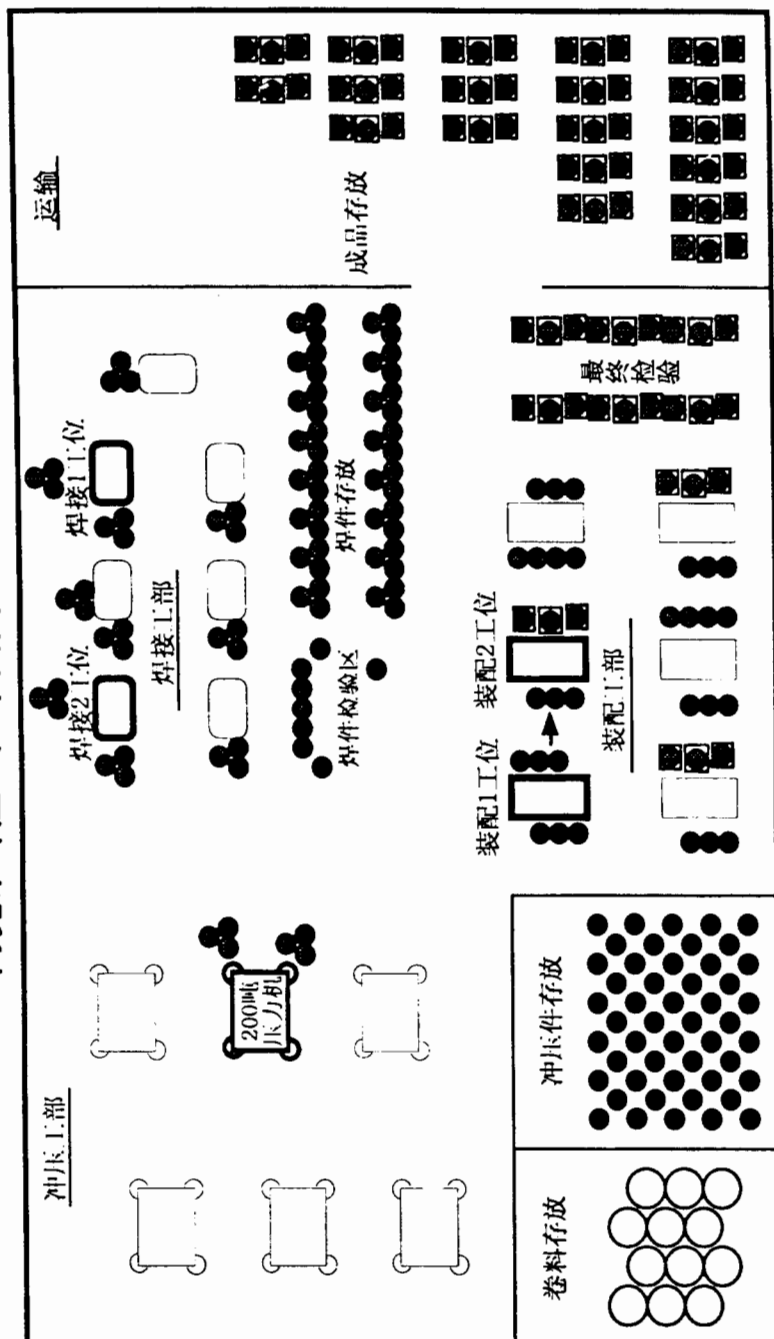 冲压工部
200吨
压力机
卷料存放
冲压件存放
焊接2工位
焊接1工位
焊接工部
焊件检验区
焊件存放
装配1工位
装配2工位
装配工部
最终
检验
运输
成品存放